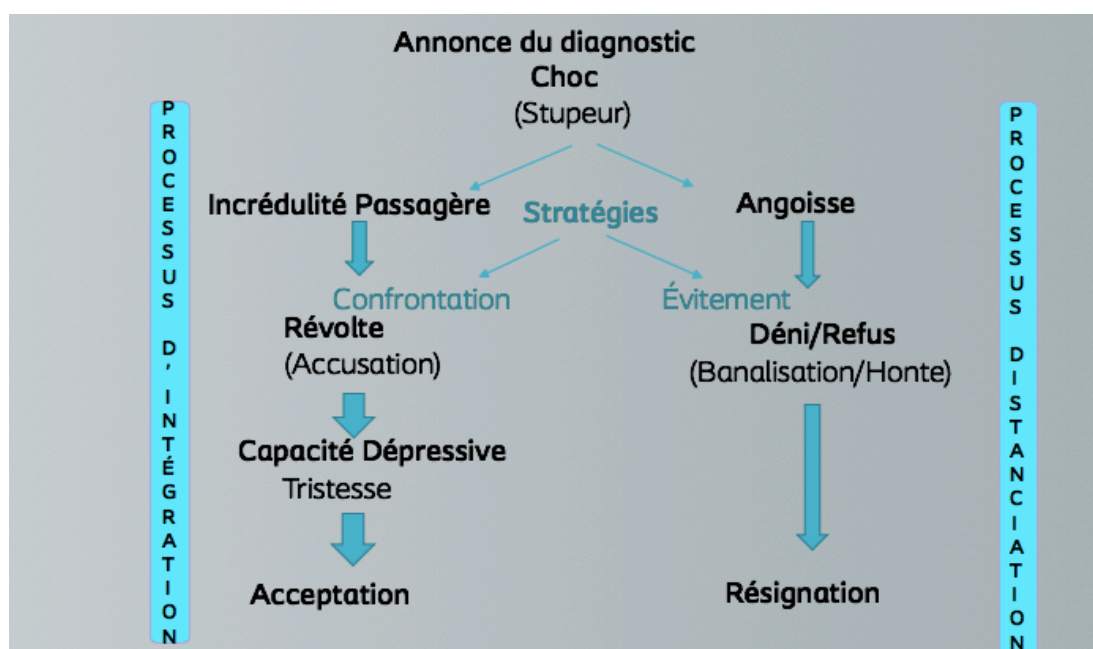 Annonce du diagnostic
Choc
(Stupeur)
PROCESSUS D'INTÉGRATION
PROCESSUS DISTANCIATION
Incrédulité Passagère
Stratégies
Angoisse
Confrontation
Évitement
Révolte
(Accusation)
Déni/Refus
(Banalisation/Honte)
Capacité Dépressive
Tristesse
Acceptation
Résignation